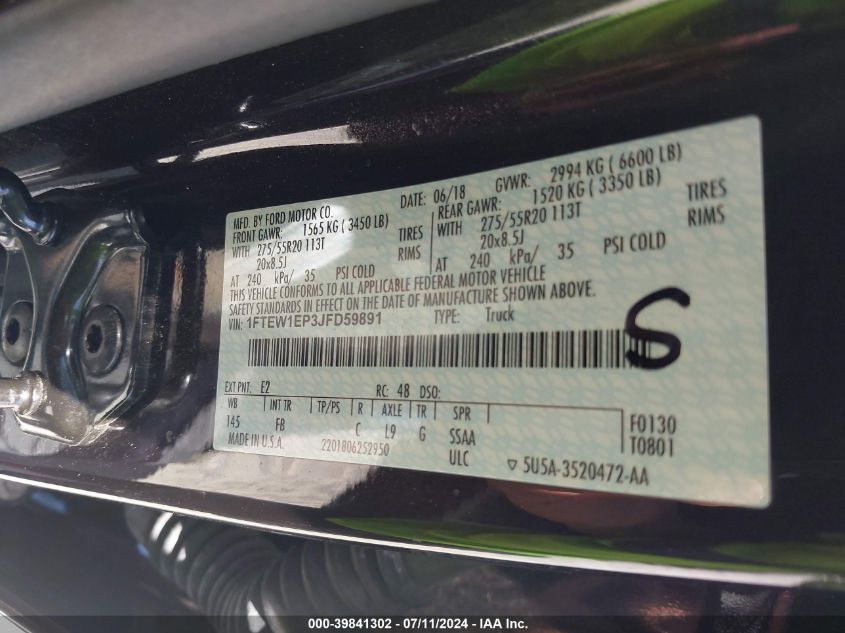 MFD. BY FORD MOTOR CO. DATE: 06/18 GVWR: 2994 KG ( 6600 LB)
FRONT GAWR: 1565 KG ( 3450 LB) REAR GAWR: 1520 KG ( 3350 LB)
WITH 275/55R20 113T TIRES WITH 275/55R20 113T TIRES
20x8.5J RIMS 20x8.5J RIMS
AT 240 kPa/ 35 PSI COLD AT 240 kPa/ 35 PSI COLD
THIS VEHICLE CONFORMS TO ALL APPLICABLE FEDERAL MOTOR VEHICLE
SAFETY STANDARDS IN EFFECT ON THE DATE OF MANUFACTURE SHOWN ABOVE.
VIN: 1FTEW1EP3JFD59891 TYPE: Truck
S
EXT PNT: E2 RC: 48 DSO:
WB INT TR TP/PS R AXLE TR SPR
145 FB C L9 G SSAA F0130
MADE IN U.S.A. 2201806252950 ULC T0801
▽ 5U5A-3520472-AA
000-39841302 - 07/11/2024 - IAA Inc.